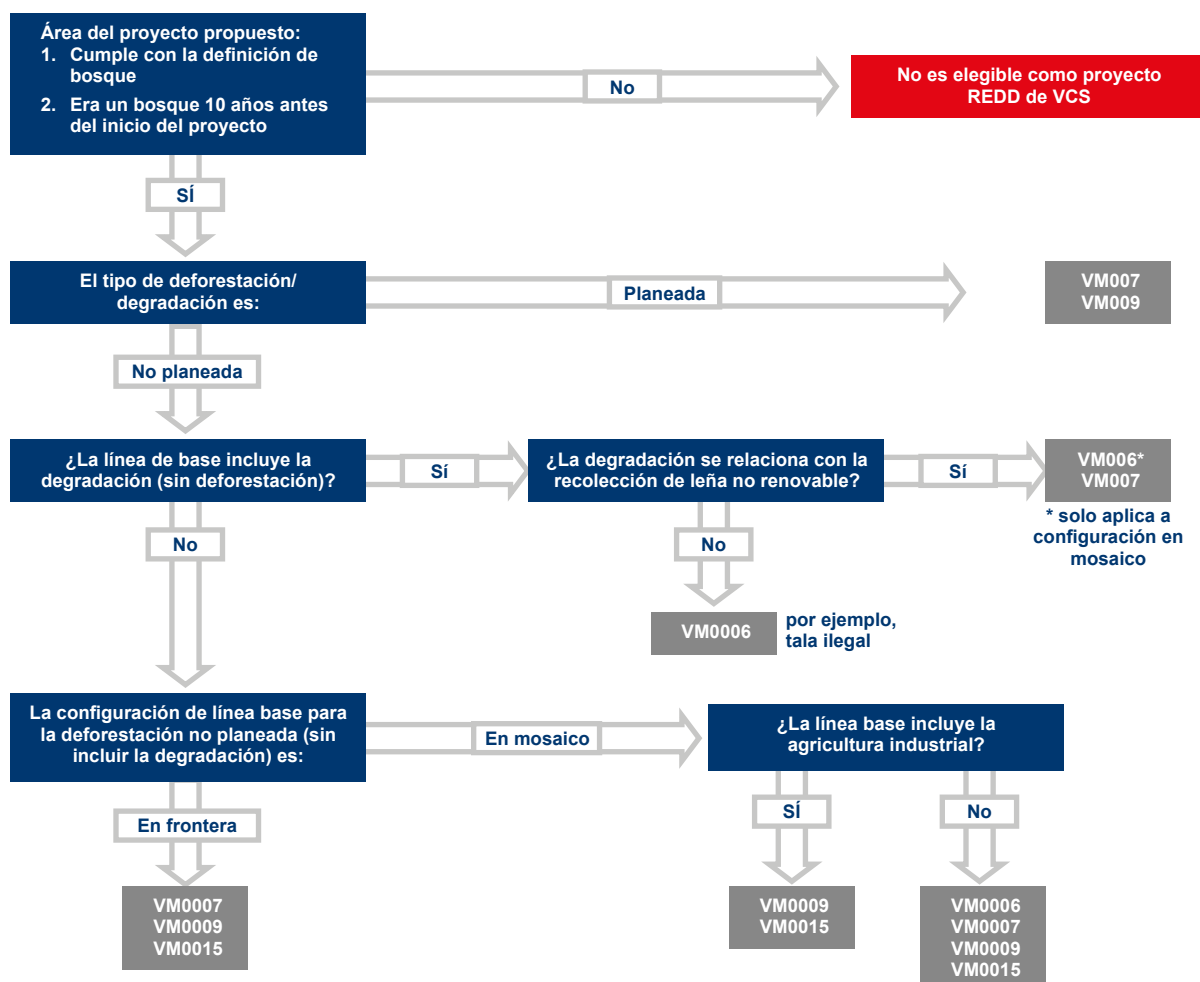 Área del proyecto propuesto:
1. Cumple con la definición de
bosque
2. Era un bosque 10 años antes
del inicio del proyecto
No
No es elegible como proyecto
REDD de VCS
SÍ
El tipo de deforestación/
degradación es:
Planeada
VM007
VM009
No planeada
¿La línea de base incluye la
degradación (sin deforestación)?
Sí
¿La degradación se relaciona con la
recolección de leña no renovable?
Sí
VM006*
VM007
* solo aplica a
configuración en
mosaico
No
No
VM0006
por ejemplo,
tala ilegal
La configuración de línea base para
la deforestación no planeada (sin
incluir la degradación) es:
En mosaico
¿La línea base incluye la
agricultura industrial?
En frontera
SÍ
No
VM0007
VM0009
VM0015
VM0009
VM0015
VM0006
VM0007
VM0009
VM0015